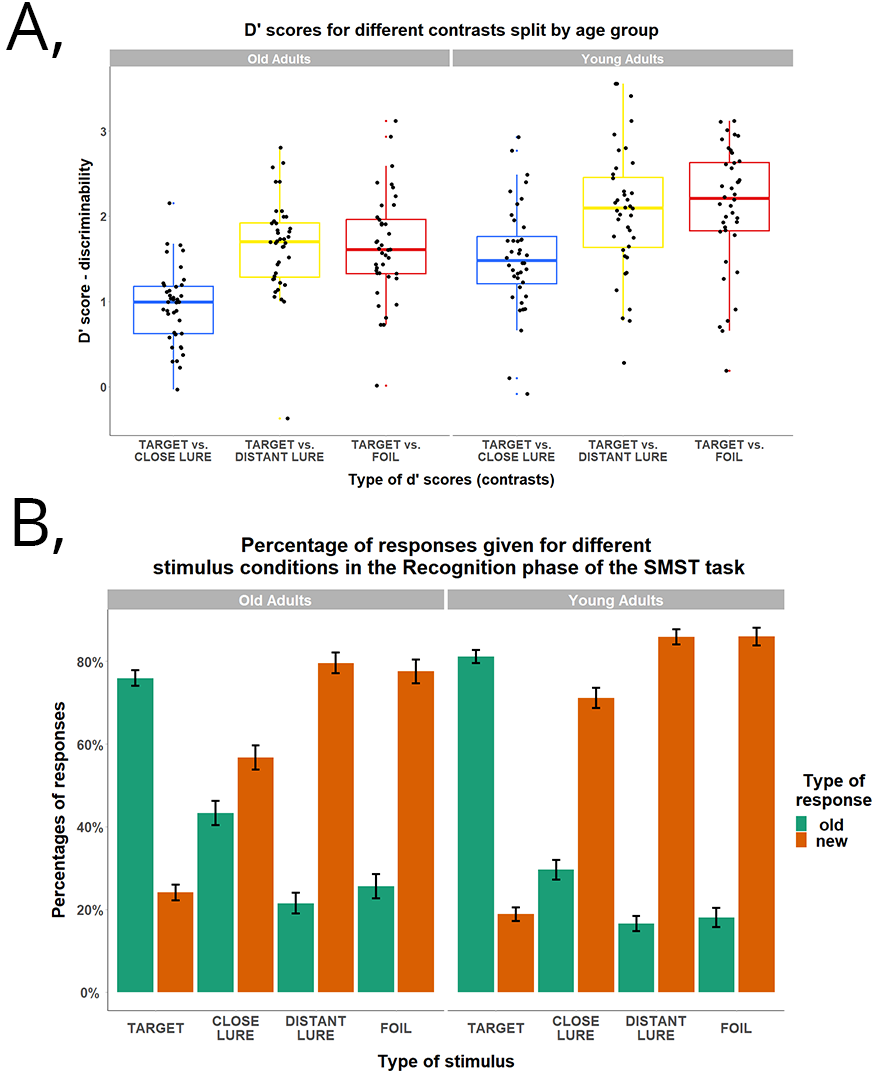 A,
D' scores for different contrasts split by age group
Old Adults
Young Adults
D' score - discriminability
3
2
1
0
TARGET vs.
CLOSE LURE
TARGET vs.
DISTANT LURE
TARGET vs.
FOIL
TARGET vs.
CLOSE LURE
TARGET vs.
DISTANT LURE
TARGET vs.
FOIL
Type of d' scores (contrasts)
B,
Percentage of responses given for different
stimulus conditions in the Recognition phase of the SMST task
Old Adults
Young Adults
Percentages of responses
80%
60%
40%
20%
0%
TARGET
CLOSE
LURE
DISTANT
LURE
FOIL
TARGET
CLOSE
LURE
DISTANT
LURE
FOIL
Type of stimulus
Type of
response
old
new